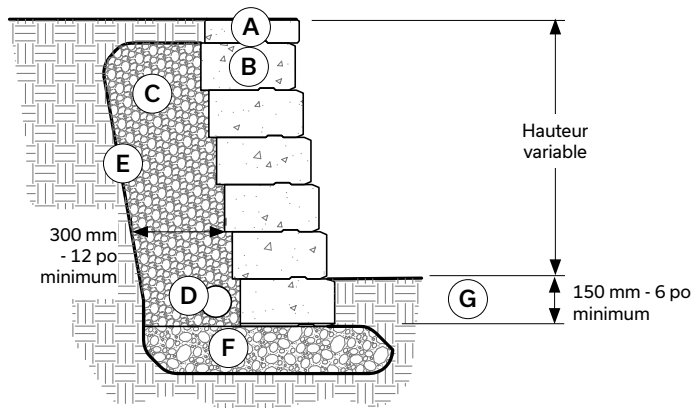 A
B
C
Hauteur
variable
E
300 mm
- 12 po
minimum
D
G
150 mm - 6 po
minimum
F